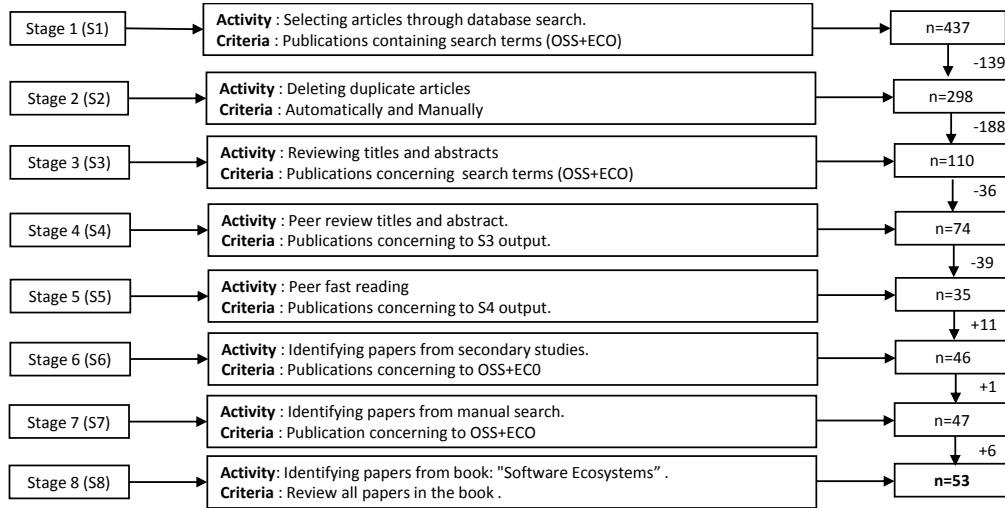 Stage 1 (S1)
Activity : Selecting articles through database search.
Criteria : Publications containing search terms (OSS+ECO)
n=437
-139
Stage 2 (S2)
Activity : Deleting duplicate articles
Criteria : Automatically and Manually
n=298
-188
Stage 3 (S3)
Activity : Reviewing titles and abstracts
Criteria : Publications concerning search terms (OSS+ECO)
n=110
-36
Stage 4 (S4)
Activity : Peer review titles and abstract.
Criteria : Publications concerning to S3 output.
n=74
-39
Stage 5 (S5)
Activity : Peer fast reading
Criteria : Publications concerning to S4 output.
n=35
+11
Stage 6 (S6)
Activity : Identifying papers from secondary studies.
Criteria : Publications concerning to OSS+EC0
n=46
+1
Stage 7 (S7)
Activity : Identifying papers from manual search.
Criteria : Publication concerning to OSS+ECO
n=47
+6
Stage 8 (S8)
Activity: Identifying papers from book: "Software Ecosystems” .
Criteria : Review all papers in the book .
n=53